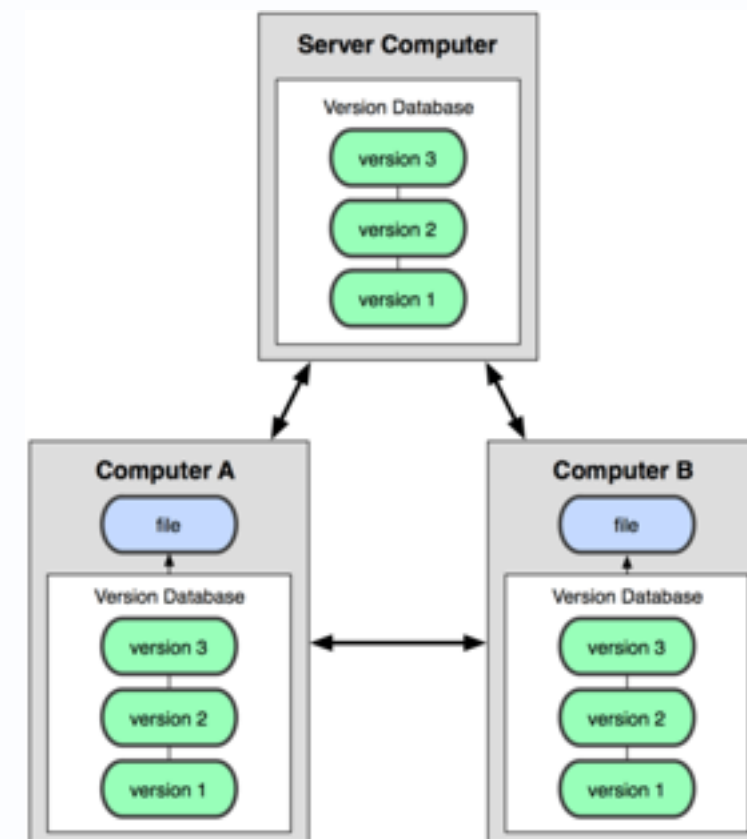 Server Computer
Version Database
version 3
version 2
version 1
Computer A
file
Version Database
version 3
version 2
version 1
Computer B
file
Version Database
version 3
version 2
version 1